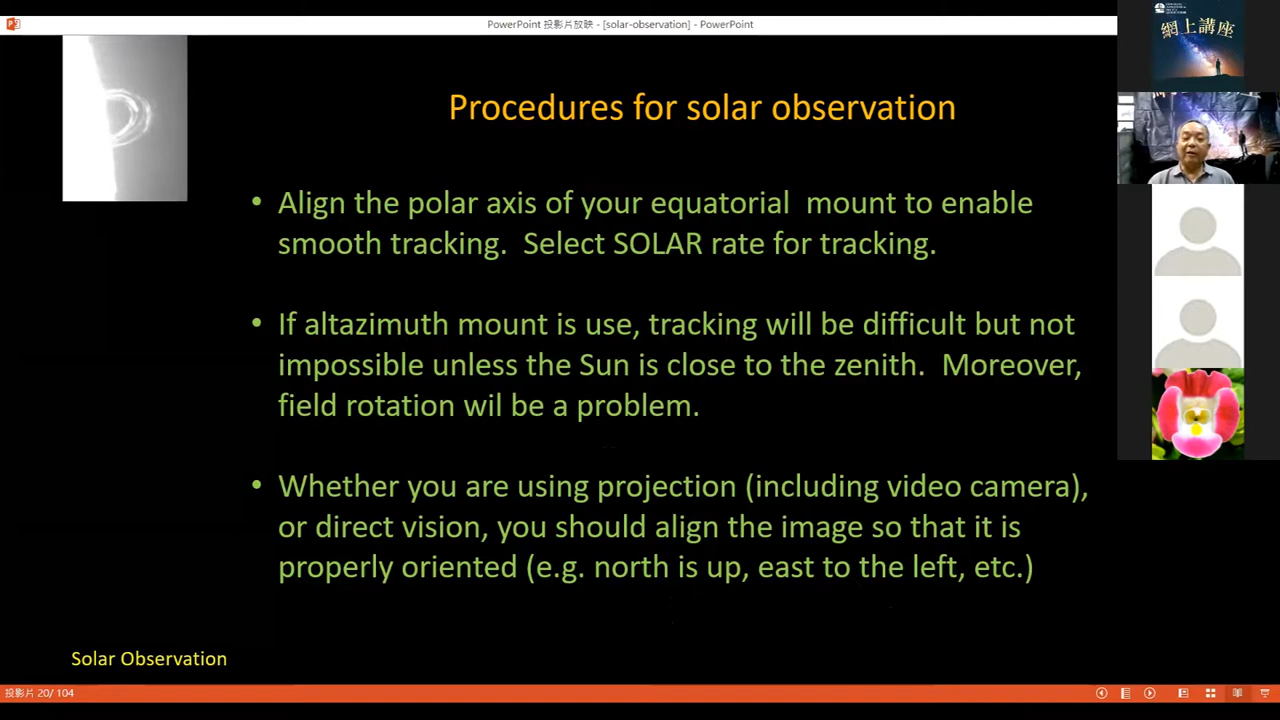 PowerPoint 投影片放映 - [solar-observation] - PowerPoint
網上講座
Procedures for solar observation
• Align the polar axis of your equatorial mount to enable
smooth tracking. Select SOLAR rate for tracking.
• If altazimuth mount is use, tracking will be difficult but not
impossible unless the Sun is close to the zenith. Moreover,
field rotation wil be a problem.
• Whether you are using projection (including video camera),
or direct vision, you should align the image so that it is
properly oriented (e.g. north is up, east to the left, etc.)
Solar Observation
投影片 20/ 104